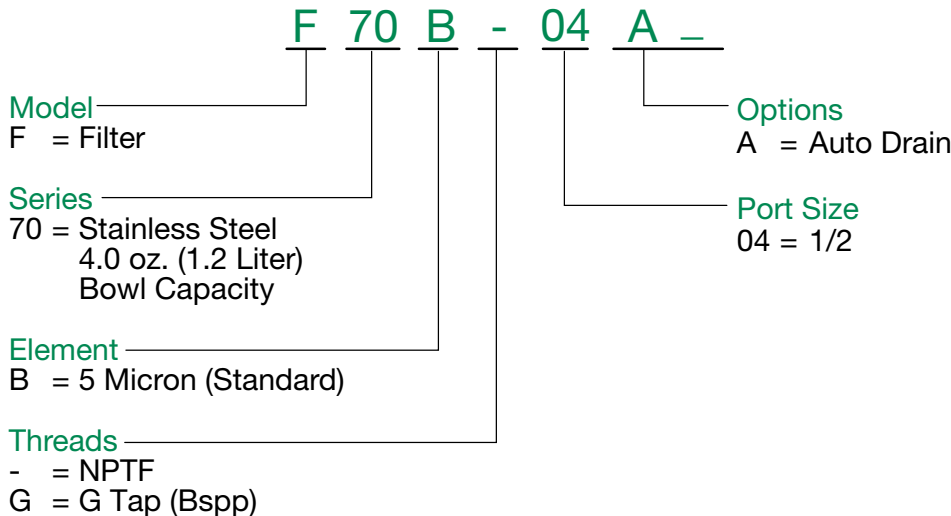 F 70 B - 04 A _
Model
F = Filter
Series
70 = Stainless Steel
4.0 oz. (1.2 Liter)
Bowl Capacity
Element
B = 5 Micron (Standard)
Threads
- = NPTF
G = G Tap (Bspp)
Options
A = Auto Drain
Port Size
04 = 1/2